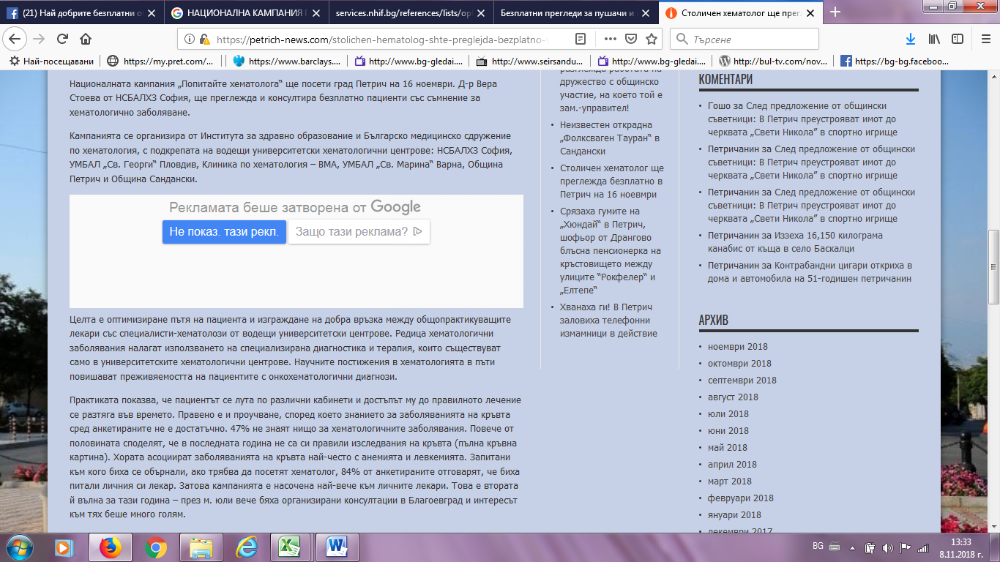 (21) Най добрите безплатни о
НАЦИОНАЛНА КАМПАНИЯ П
services.nhif.bg/references/lists/opl
Безплатни прегледи за пушачи и
Столичен хематолог ще прег
https://petrich-news.com/stolichen-hematolog-shte-preglejda-bezplatno-
Търсене
Най-посещавани
https://my.pret.com/...
https://www.barclays....
http://www.bg-gledai....
http://www.seirsandu...
http://www.bg-gledai....
http://bul-tv.com/nov...
https://bg-bg.faceboo...
Националната кампания „Попитайте хематолога“ ще посети град Петрич на 16 ноември. Д-р Вера
Стоева от НСБАЛХЗ София, ще преглежда и консултира безплатно пациенти със съмнение за
хематологично заболяване.
Кампанията се организира от Института за здравно образование и Българско медицинско сдружение
по хематология, с подкрепата на водещи университетски хематологични центрове: НСБАЛХЗ София,
УМБАЛ „Св. Георги“ Пловдив, Клиника по хематология – ВМА, УМБАЛ „Св. Марина“ Варна, Община
Петрич и Община Сандански.
Рекламата беше затворена от Google
Не показ. тази рекл.
Защо тази реклама?
Целта е оптимизиране пътя на пациента и изграждане на добра връзка между общопрактикуващите
лекари със специалисти-хематолози от водещи университетски центрове. Редица хематологични
заболявания налагат използването на специализирана диагностика и терапия, които съществуват
само в университетските хематологични центрове. Научните постижения в хематологията в пъти
повишават преживяемостта на пациентите с онкохематологични диагнози.
Практиката показва, че пациентът се лута по различни кабинети и достъпът му до правилното лечение
се разтяга във времето. Правено е и проучване, според което знанието за заболяванията на кръвта
сред анкетираните не е достатъчно. 47% не знаят нищо за хематологичните заболявания. Повече от
половината споделят, че в последната година не са си правили изследвания на кръвта (пълна кръвна
картина). Хората асоциират заболяванията на кръвта най-често с анемията и левкемията. Запитани
към кого биха се обърнали, ако трябва да посетят хематолог, 84% от анкетираните отговарят, че биха
питали личния си лекар. Затова кампанията е насочена най-вече към личните лекари. Това е втората
й вълна за тази година – през м. юли вече бяха организирани консултации в Благоевград и интересът
към тях беше много голям.
разглежда работата на
дружество с общинско
участие, на което той е
зам.-управител!
Неизвестен открадна
„Фолксваген Тауран“ в
Сандански
Столичен хематолог ще
преглежда безплатно в
Петрич на 16 ноември
Срязаха гумите на
„Хюндай“ в Петрич,
шофьор от Дрангово
блъсна пенсионерка на
кръстовището между
улиците “Рокфелер“ и
„Елтепе“
Хванаха ги! В Петрич
заловиха телефонни
измамници в действие
КОМЕНТАРИ
Гошо за След предложение от общински
съветници: В Петрич преустрояват имот до
черквата „Свети Никола” в спортно игрище
Петричанин за След предложение от общински
съветници: В Петрич преустрояват имот до
черквата „Свети Никола” в спортно игрище
Петричанин за След предложение от общински
съветници: В Петрич преустрояват имот до
черквата „Свети Никола” в спортно игрище
Петричанин за Иззеха 16,150 килограма
канабис от къща в село Баскалци
Петричанин за Контрабандни цигари откриха в
дома и автомобила на 51-годишен петричанин
АРХИВ
ноември 2018
октомври 2018
септември 2018
август 2018
юли 2018
юни 2018
май 2018
април 2018
март 2018
февруари 2018
януари 2018
декември 2017
BG
13:33
8.11.2018 г.